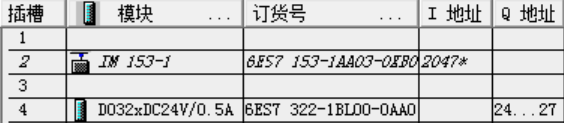 插槽 模块 ... 订货号 ... I 地址 Q 地址
1
2 IM 153-1 6ES7 153-1AA03-0XB0 2047*
3
4 DO32xDC24V/0.5A 6ES7 322-1BL00-0AA0 24...27